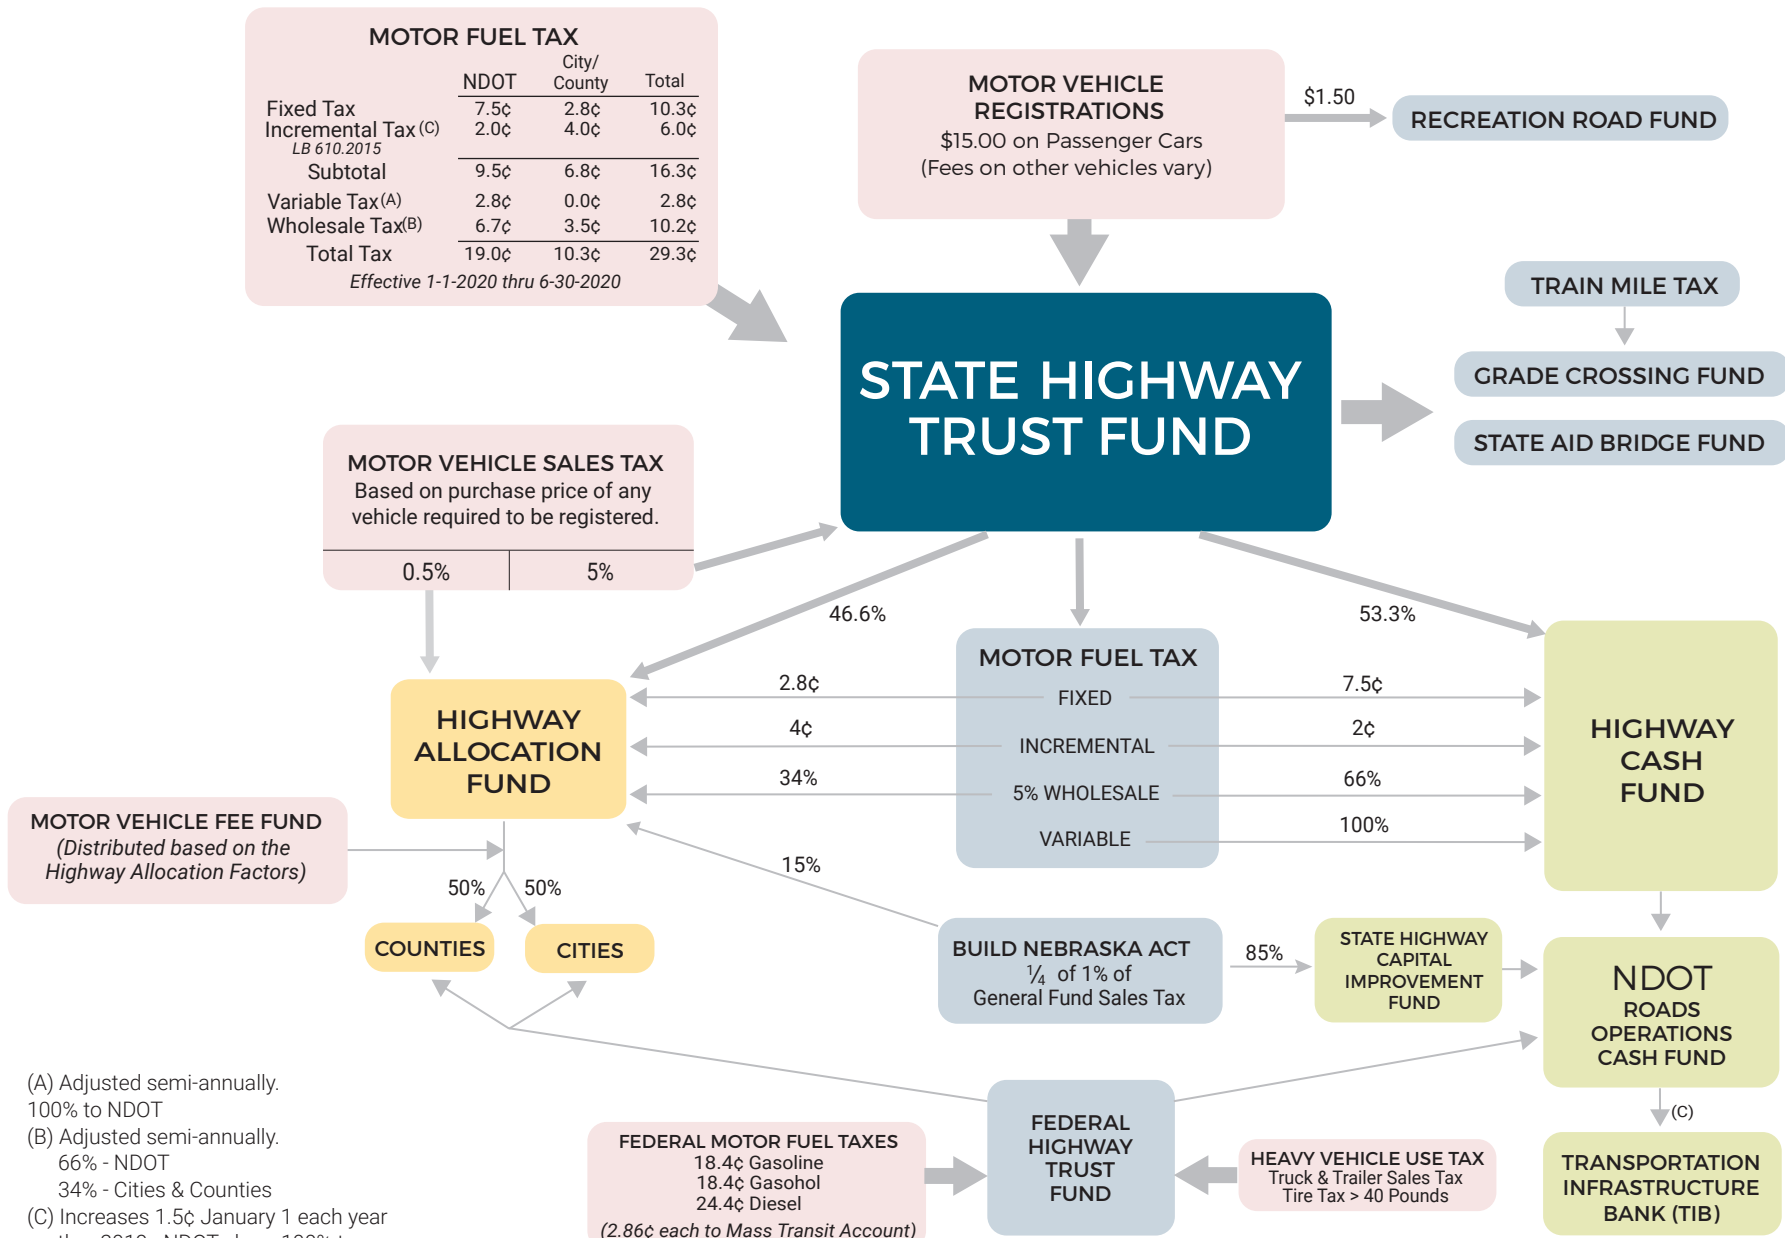 MOTOR FUEL TAX
NDOT City/ County Total
Fixed Tax 7.5¢ 2.8¢ 10.3¢
Incremental Tax (C) 2.0¢ 4.0¢ 6.0¢
LB 610.2015
Subtotal 9.5¢ 6.8¢ 16.3¢
Variable Tax(A) 2.8¢ 0.0¢ 2.8¢
Wholesale Tax(B) 6.7¢ 3.5¢ 10.2¢
Total Tax 19.0¢ 10.3¢ 29.3¢
Effective 1-1-2020 thru 6-30-2020
MOTOR VEHICLE
REGISTRATIONS
$15.00 on Passenger Cars
(Fees on other vehicles vary)
$1.50
RECREATION ROAD FUND
TRAIN MILE TAX
GRADE CROSSING FUND
STATE AID BRIDGE FUND
STATE HIGHWAY
TRUST FUND
MOTOR VEHICLE SALES TAX
Based on purchase price of any
vehicle required to be registered.
0.5% 5%
46.6%
53.3%
MOTOR FUEL TAX
2.8¢ FIXED 7.5¢
4¢ INCREMENTAL 2¢
34% 5% WHOLESALE 66%
VARIABLE 100%
HIGHWAY
ALLOCATION
FUND
HIGHWAY
CASH
FUND
MOTOR VEHICLE FEE FUND
(Distributed based on the
Highway Allocation Factors)
50% 50%
COUNTIES
CITIES
15%
BUILD NEBRASKA ACT
1/4 of 1% of
General Fund Sales Tax
85%
STATE HIGHWAY
CAPITAL
IMPROVEMENT
FUND
NDOT
ROADS
OPERATIONS
CASH FUND
(C)
TRANSPORTATION
INFRASTRUCTURE
BANK (TIB)
FEDERAL
HIGHWAY
TRUST
FUND
FEDERAL MOTOR FUEL TAXES
18.4¢ Gasoline
18.4¢ Gasohol
24.4¢ Diesel
(2.86¢ each to Mass Transit Account)
HEAVY VEHICLE USE TAX
Truck & Trailer Sales Tax
Tire Tax > 40 Pounds
(A) Adjusted semi-annually.
100% to NDOT
(B) Adjusted semi-annually.
66% - NDOT
34% - Cities & Counties
(C) Increases 1.5¢ January 1 each year